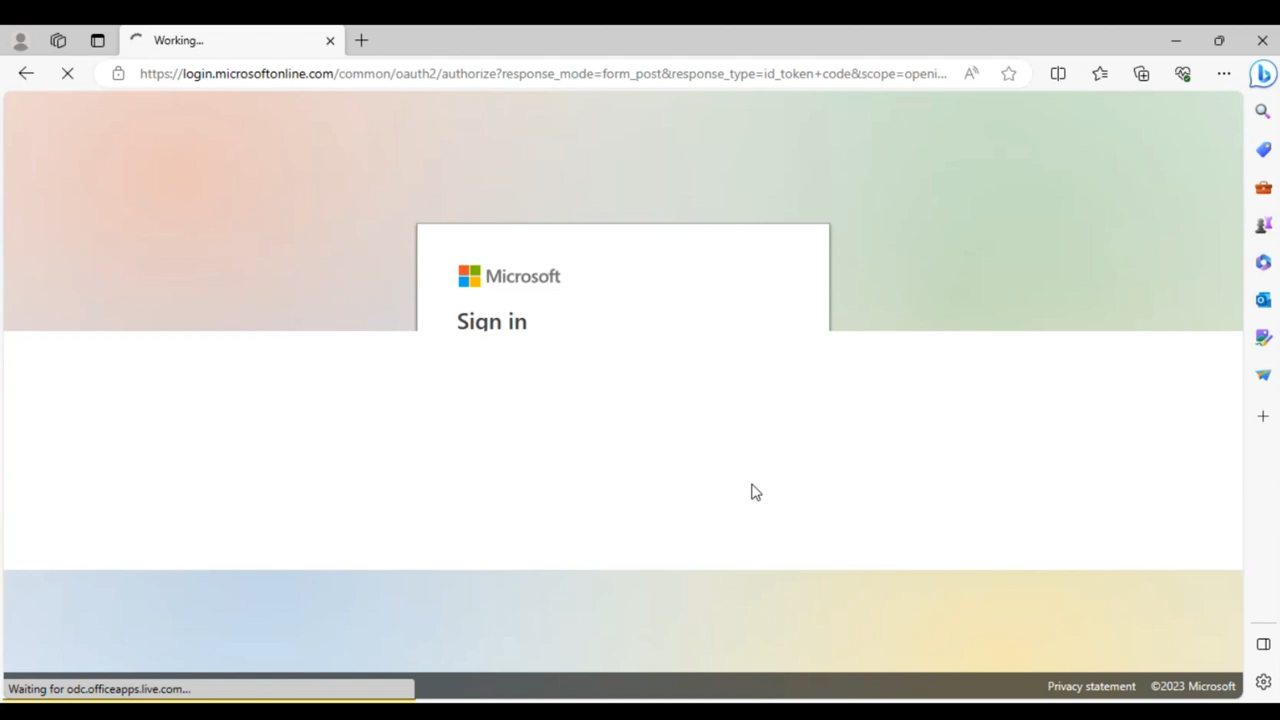 Working...
https://login.microsoftonline.com/common/oauth2/authorize?response_mode=form_post&response_type=id_token+code&scope=openi...
Microsoft
Sign in
Waiting for odc.officeapps.live.com...
Privacy statement ©2023 Microsoft